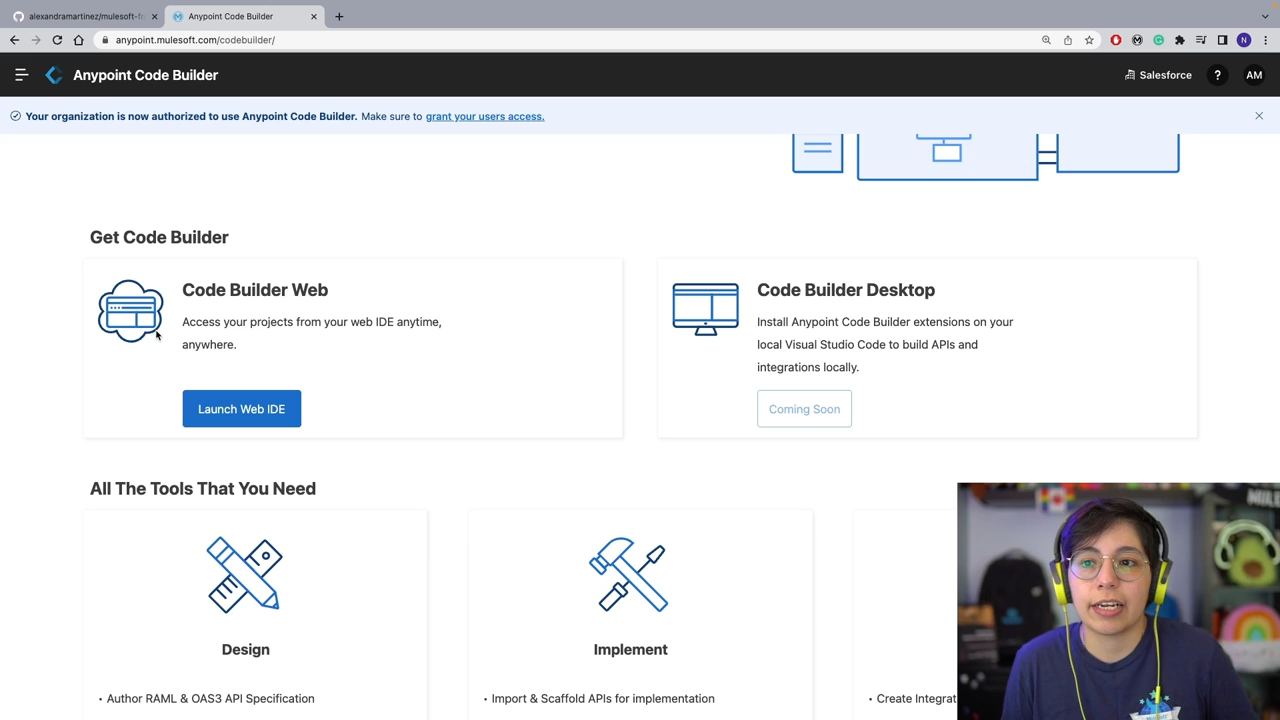 alexandramartinez/mulesoft-fr
Anypoint Code Builder
anypoint.mulesoft.com/codebuilder/
N
Anypoint Code Builder
Salesforce
?
AM
Your organization is now authorized to use Anypoint Code Builder. Make sure to grant your users access.
Get Code Builder
Code Builder Web
Access your projects from your web IDE anytime,
anywhere.
Launch Web IDE
Code Builder Desktop
Install Anypoint Code Builder extensions on your
local Visual Studio Code to build APIs and
integrations locally.
Coming Soon
All The Tools That You Need
Design
• Author RAML & OAS3 API Specification
Implement
• Import & Scaffold APIs for implementation
• Create Integrat